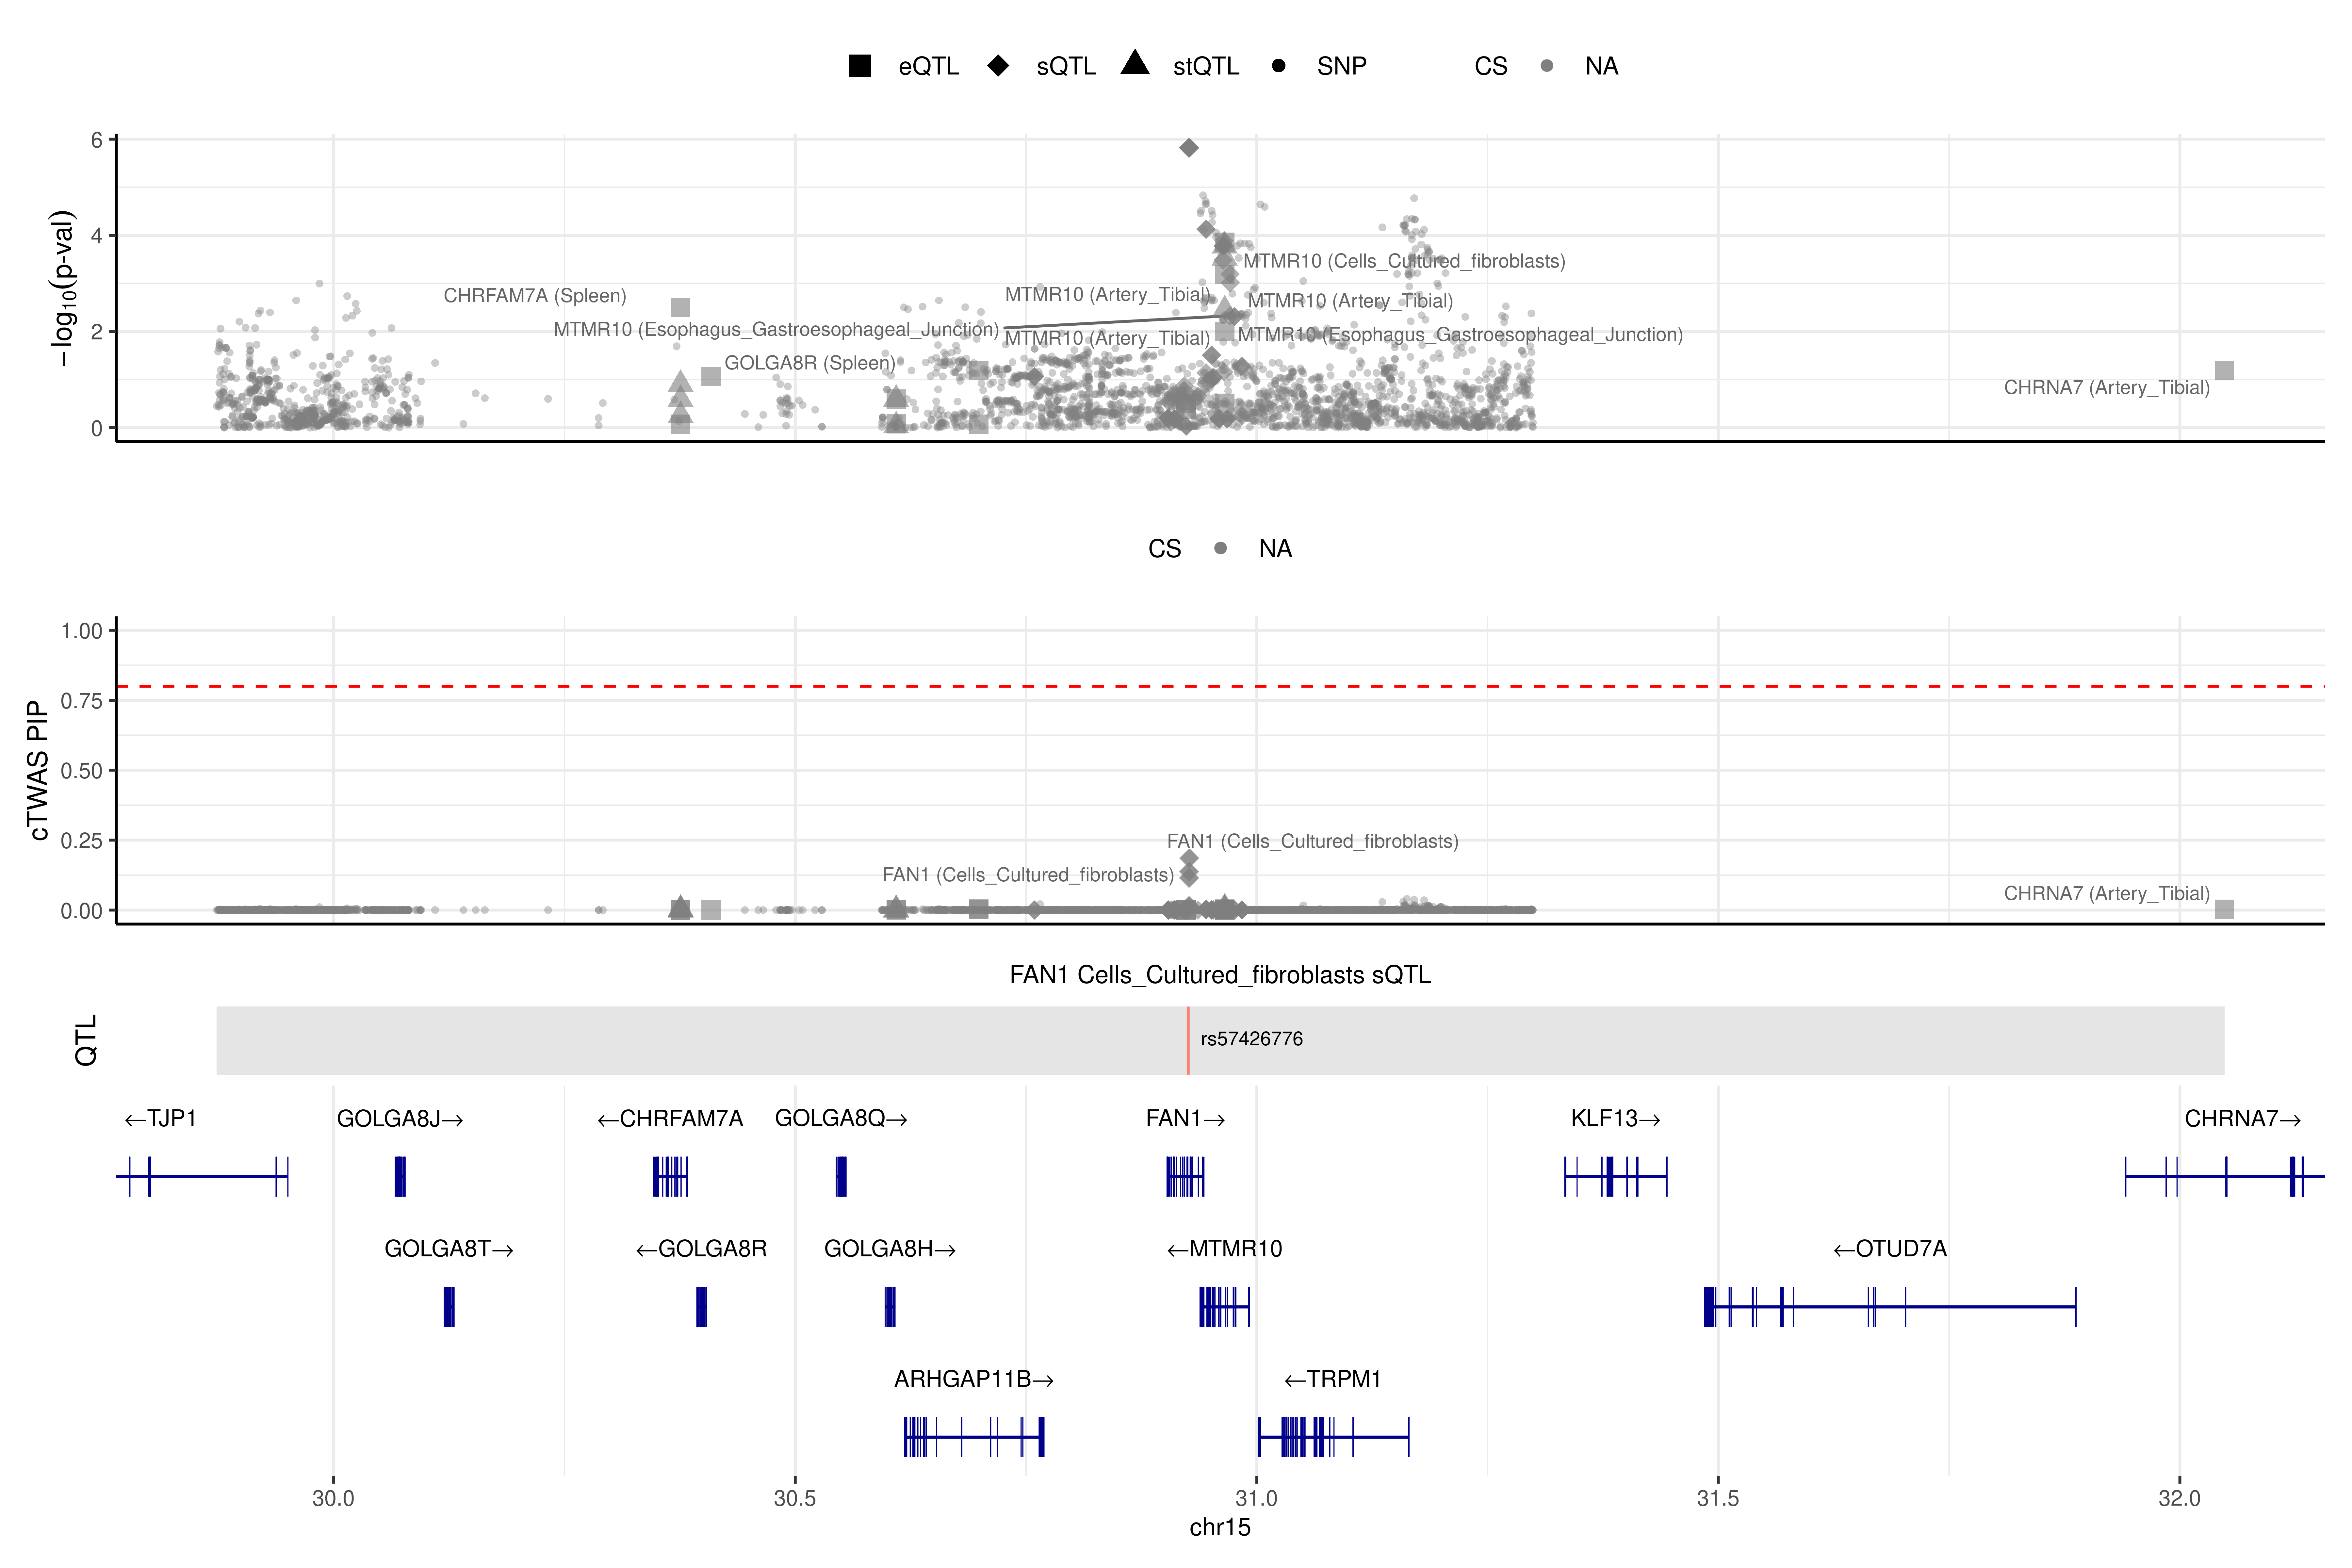 eQTL sQTL stQTL SNP CS NA
6
4
2
0
−log10(p-val)
MTMR10 (Cells_Cultured_fibroblasts)
CHRFAM7A (Spleen)
MTMR10 (Artery_Tibial)
MTMR10 (Artery_Tibial)
MTMR10 (Esophagus_Gastroesophageal_Junction)
MTMR10 (Artery_Tibial)
MTMR10 (Esophagus_Gastroesophageal_Junction)
GOLGA8R (Spleen)
CHRNA7 (Artery_Tibial)
CS NA
1.00
0.75
0.50
0.25
0.00
cTWAS PIP
FAN1 (Cells_Cultured_fibroblasts)
FAN1 (Cells_Cultured_fibroblasts)
CHRNA7 (Artery_Tibial)
FAN1 Cells_Cultured_fibroblasts sQTL
QTL
rs57426776
←TJP1 GOLGA8J→ ←CHRFAM7A GOLGA8Q→ FAN1→ KLF13→ CHRNA7→
GOLGA8T→ ←GOLGA8R GOLGA8H→ ←MTMR10 ←OTUD7A
ARHGAP11B→ ←TRPM1
30.0 30.5 31.0 31.5 32.0
chr15